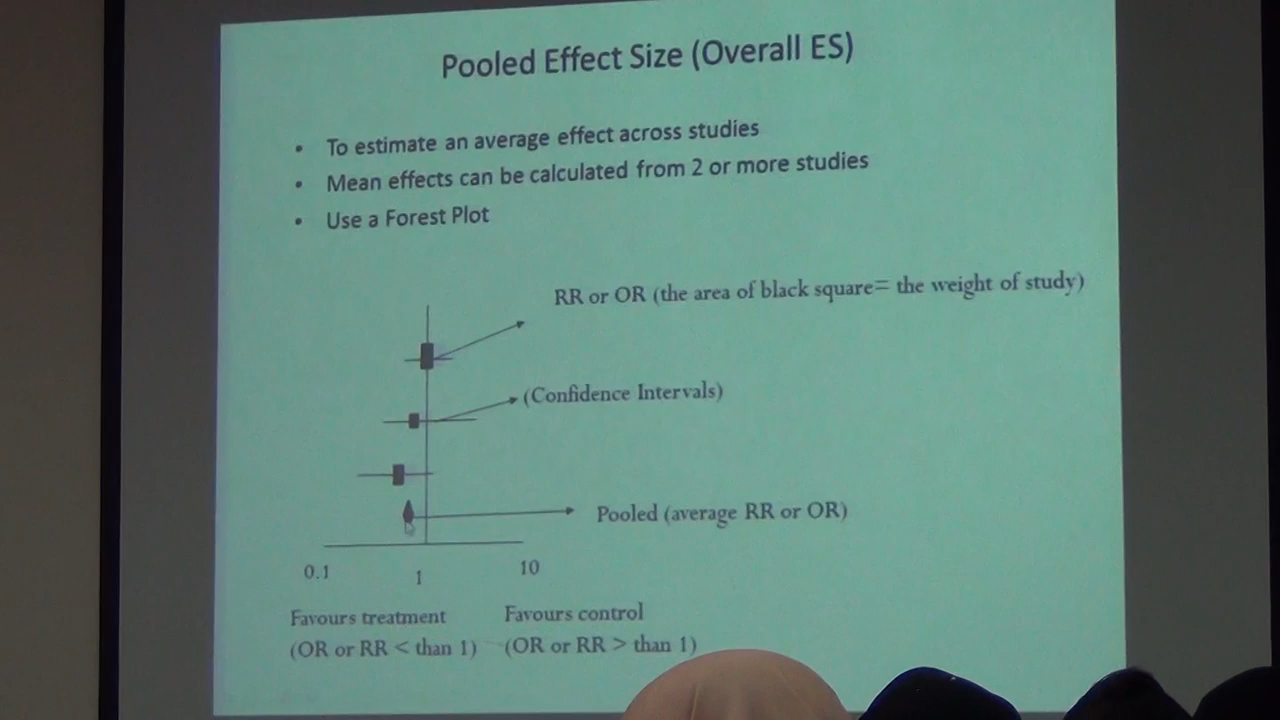 Pooled Effect Size (Overall ES)
• To estimate an average effect across studies
• Mean effects can be calculated from 2 or more studies
• Use a Forest Plot
RR or OR (the area of black square= the weight of study)
(Confidence Intervals)
Pooled (average RR or OR)
0.1 1 10
Favours treatment Favours control
(OR or RR < than 1) (OR or RR > than 1)